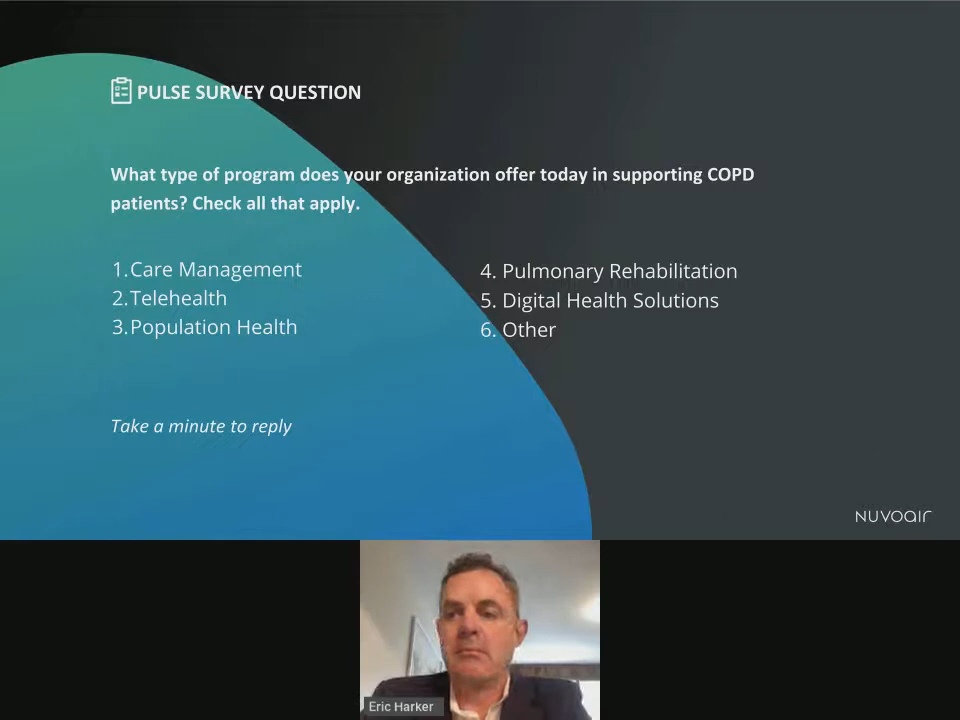 PULSE SURVEY QUESTION
What type of program does your organization offer today in supporting COPD
patients? Check all that apply.
1.Care Management
2.Telehealth
3.Population Health
4. Pulmonary Rehabilitation
5. Digital Health Solutions
6. Other
Take a minute to reply
NUVOAIR
Eric Harker